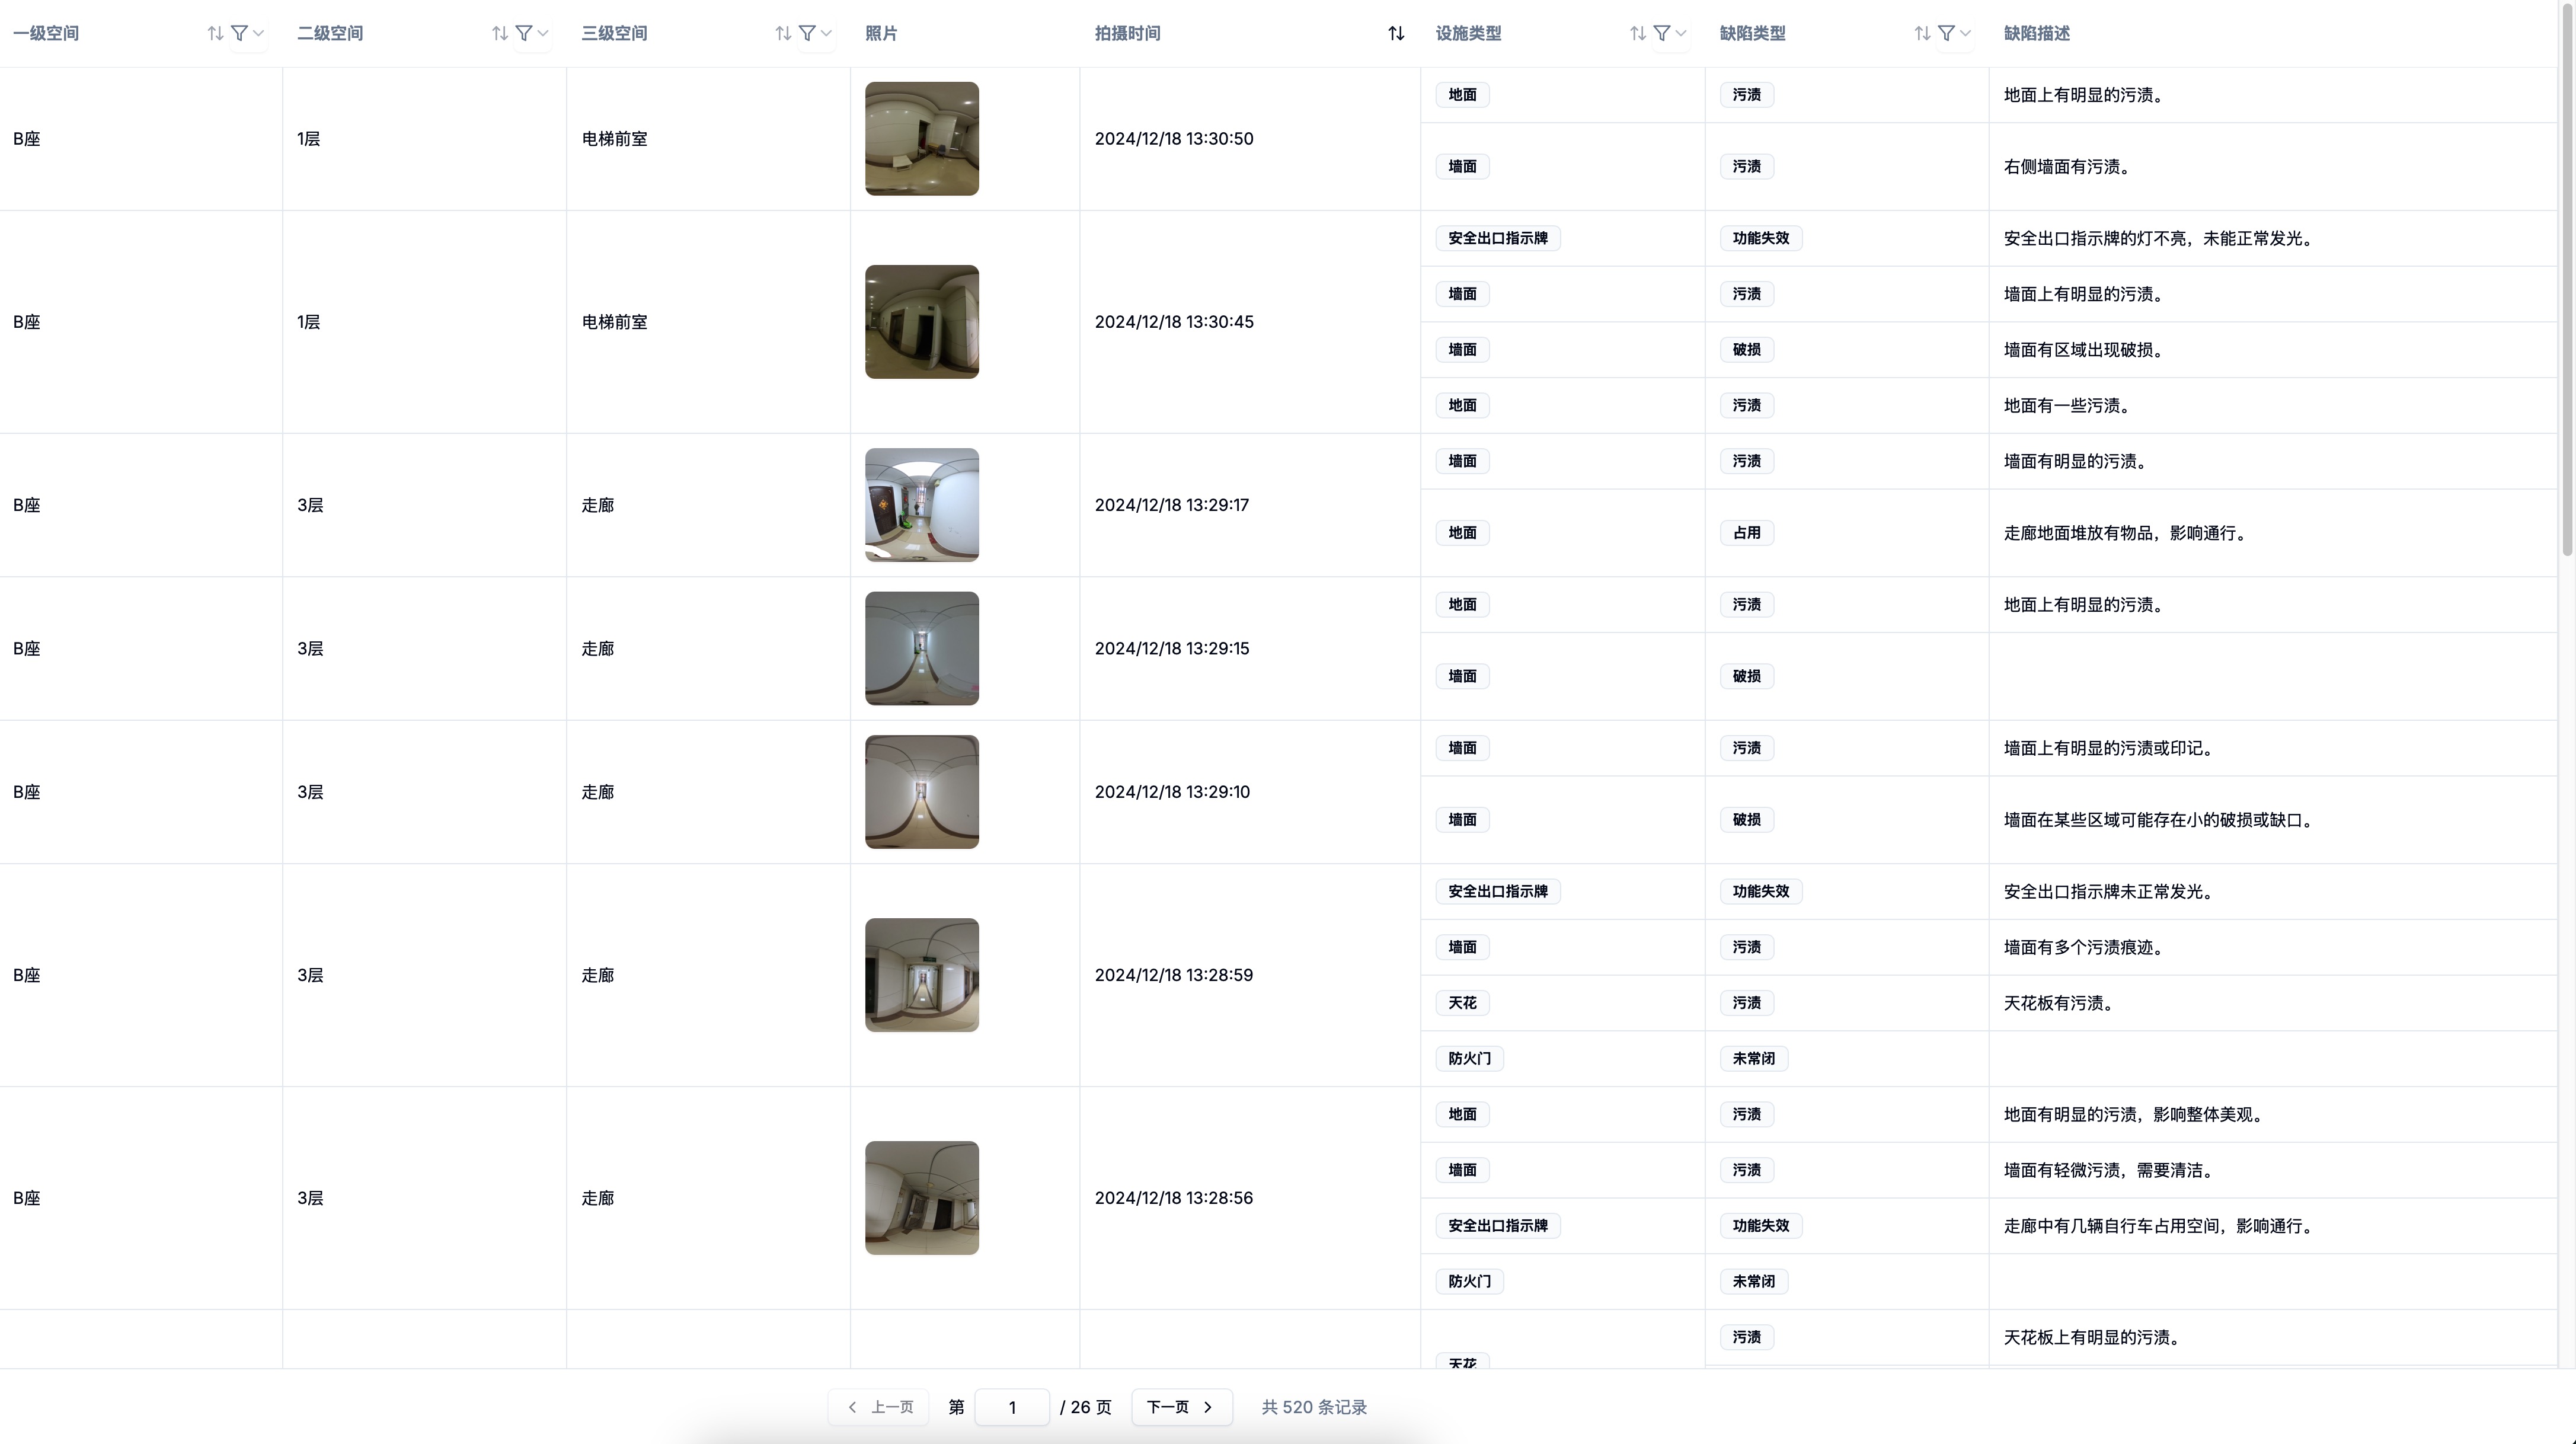 一级空间 二级空间 三级空间 照片 拍摄时间 设施类型 缺陷类型 缺陷描述
B座 1层 电梯前室 2024/12/18 13:30:50
地面 污渍 地面上有明显的污渍。
墙面 污渍 右侧墙面有污渍。
B座 1层 电梯前室 2024/12/18 13:30:45
安全出口指示牌 功能失效 安全出口指示牌的灯不亮，未能正常发光。
墙面 污渍 墙面上有明显的污渍。
墙面 破损 墙面有区域出现破损。
地面 污渍 地面有一些污渍。
B座 3层 走廊 2024/12/18 13:29:17
墙面 污渍 墙面有明显的污渍。
地面 占用 走廊地面堆放有物品，影响通行。
B座 3层 走廊 2024/12/18 13:29:15
地面 污渍 地面上有明显的污渍。
墙面 破损
B座 3层 走廊 2024/12/18 13:29:10
墙面 污渍 墙面上有明显的污渍或印记。
墙面 破损 墙面在某些区域可能存在小的破损或缺口。
B座 3层 走廊 2024/12/18 13:28:59
安全出口指示牌 功能失效 安全出口指示牌未正常发光。
墙面 污渍 墙面有多个污渍痕迹。
天花 污渍 天花板有污渍。
防火门 未常闭
B座 3层 走廊 2024/12/18 13:28:56
地面 污渍 地面有明显的污渍，影响整体美观。
墙面 污渍 墙面有轻微污渍，需要清洁。
安全出口指示牌 功能失效 走廊中有几辆自行车占用空间，影响通行。
防火门 未常闭
污渍 天花板上有明显的污渍。
天花
上一页 第 1 / 26 页 下一页 共 520 条记录